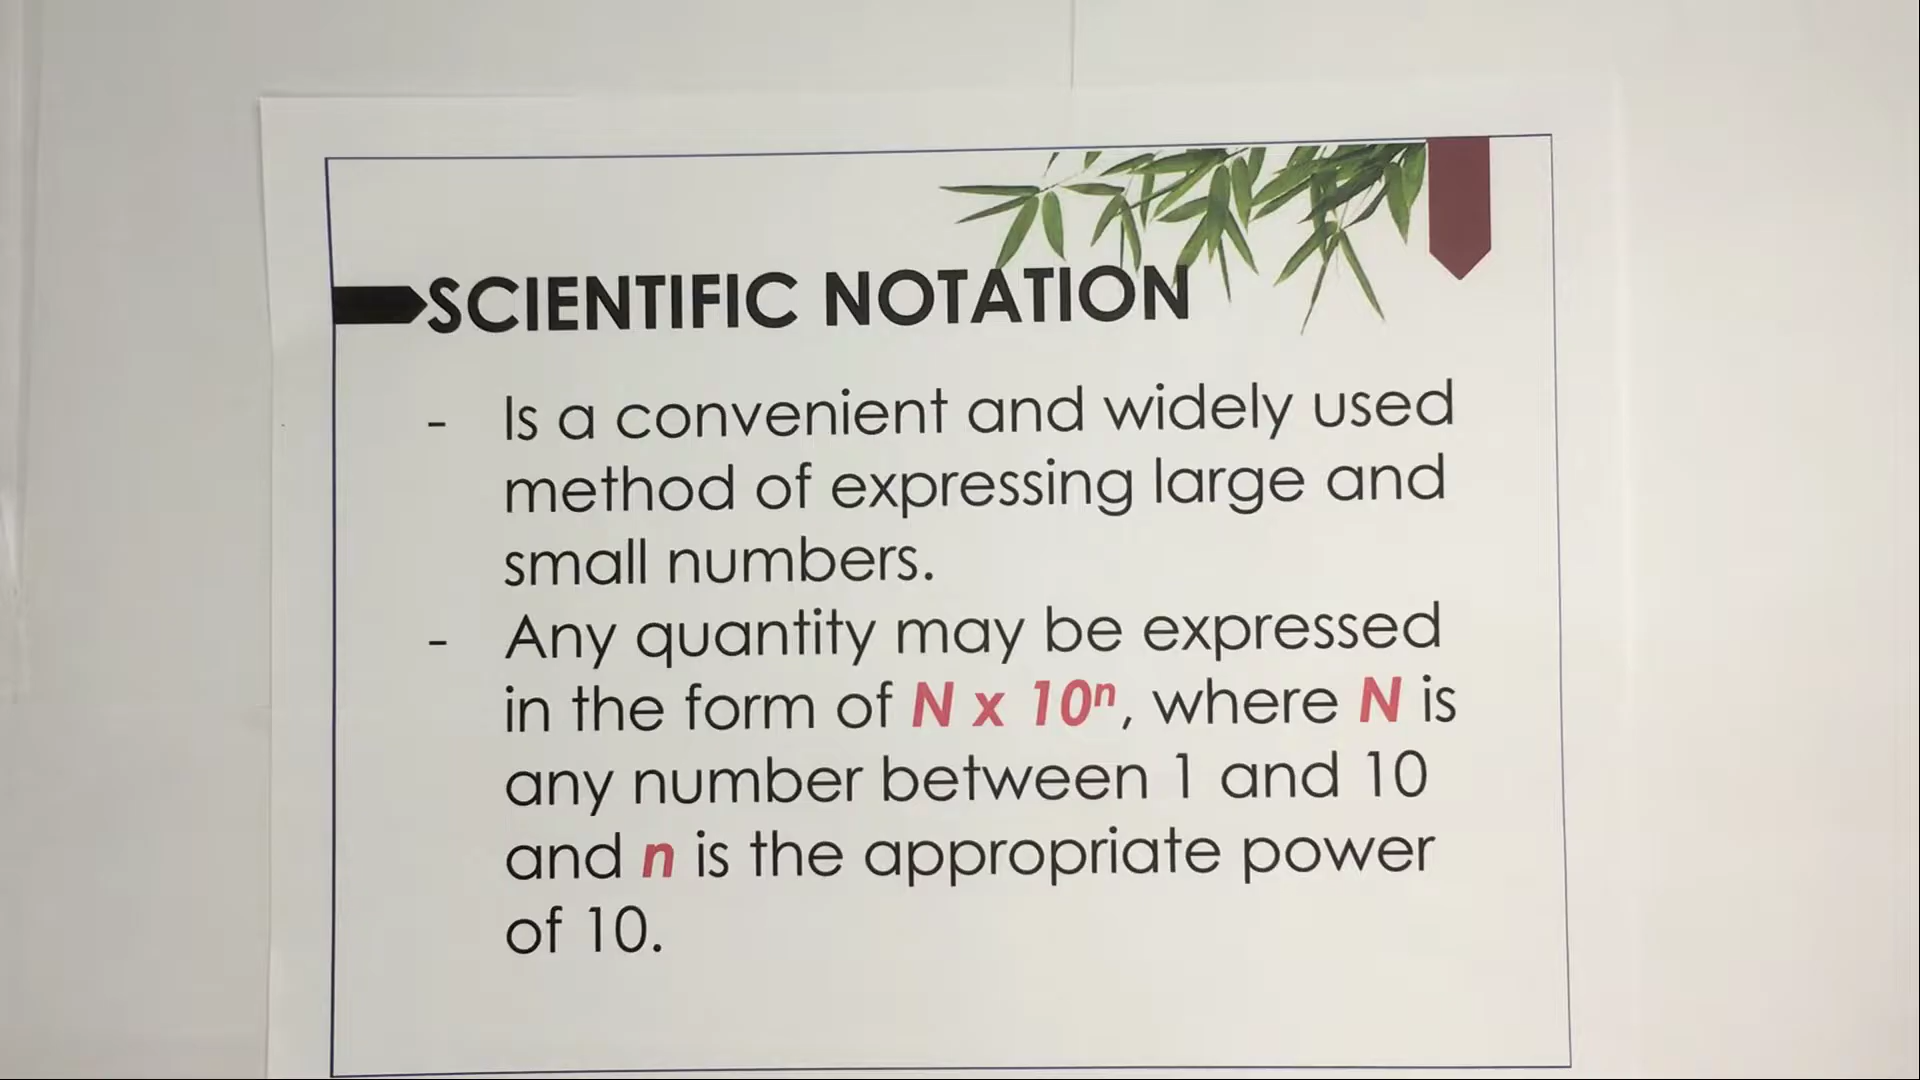 SCIENTIFIC NOTATION
- Is a convenient and widely used
method of expressing large and
small numbers.
- Any quantity may be expressed
in the form of N x 10ⁿ, where N is
any number between 1 and 10
and n is the appropriate power
of 10.